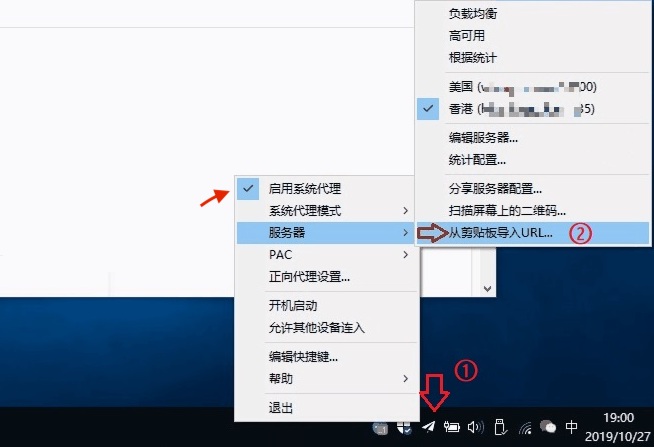 负载均衡
高可用
根据统计
美国 (v 00)
香港 (h 35)
编辑服务器...
统计配置...
分享服务器配置...
扫描屏幕上的二维码...
从剪贴板导入URL... ②
启用系统代理
系统代理模式
服务器
PAC
正向代理设置...
开机启动
允许其他设备连入
编辑快捷键...
帮助
退出
①
中
19:00
2019/10/27